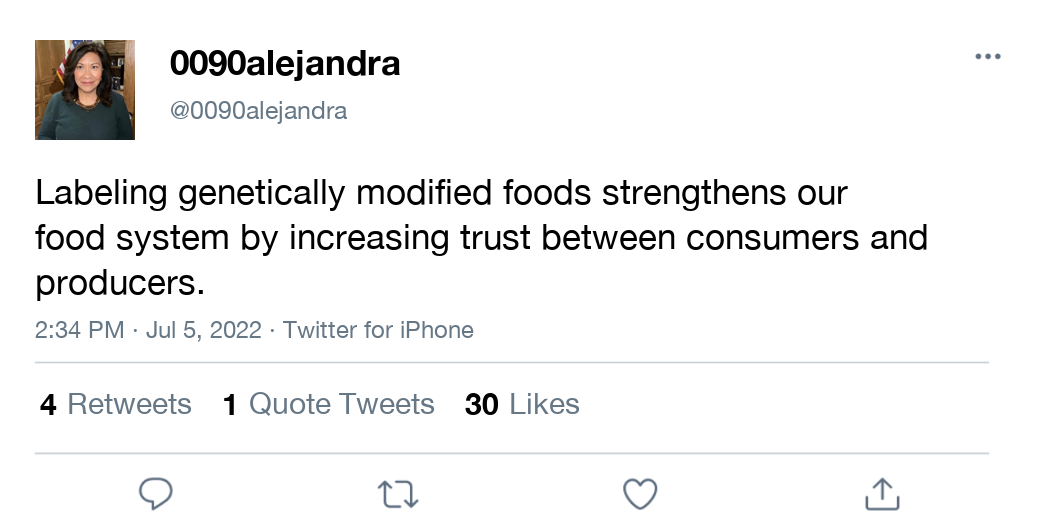 0090alejandra
@0090alejandra
Labeling genetically modified foods strengthens our
food system by increasing trust between consumers and
producers.
2:34 PM · Jul 5, 2022 · Twitter for iPhone
4 Retweets 1 Quote Tweets 30 Likes